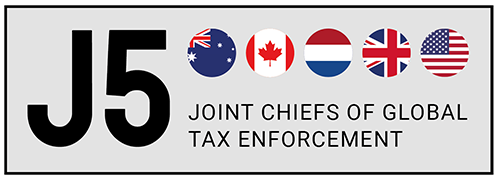 J5
JOINT CHIEFS OF GLOBAL
TAX ENFORCEMENT